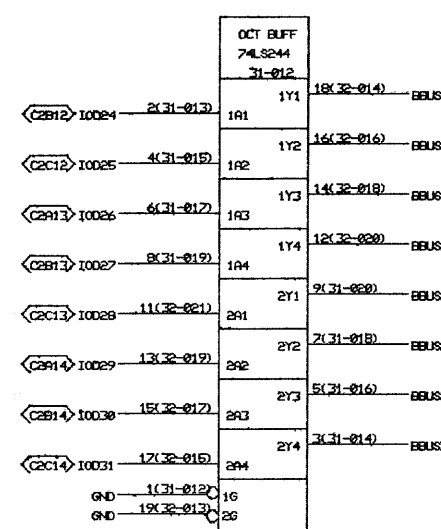 OCT BUFF
74LS244
31-012
1Y1 18(32-014) BBUS
C2B12 IOD24 2(31-013) 1A1
1Y2 16(32-016) BBUS
C2C12 IOD25 4(31-015) 1A2
1Y3 14(32-018) BBUS
C2A13 IOD26 6(31-017) 1A3
1Y4 12(32-020) BBUS
C2B13 IOD27 8(31-019) 1A4
2Y1 9(31-020) BBUS
C2C13 IOD28 11(32-021) 2A1
2Y2 7(31-018) BBUS
C2A14 IOD29 13(32-019) 2A2
2Y3 5(31-016) BBUS
C2B14 IOD30 15(32-017) 2A3
2Y4 3(31-014) BBUS
C2C14 IOD31 17(32-015) 2A4
GND 1(31-012) 1G
GND 19(32-013) 2G